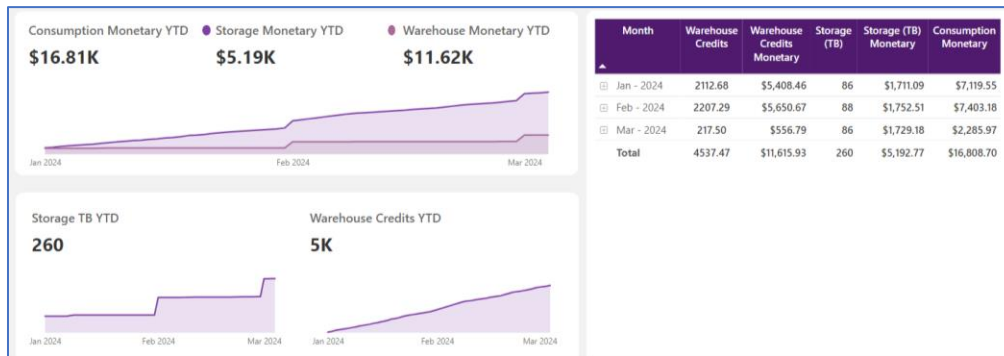 Consumption Monetary YTD Storage Monetary YTD Warehouse Monetary YTD
$16.81K $5.19K $11.62K
Jan 2024 Feb 2024 Mar 2024
Storage TB YTD Warehouse Credits YTD
260 5K
Jan 2024 Feb 2024 Mar 2024 Jan 2024 Feb 2024 Mar 2024
Month Warehouse Credits Warehouse Credits Monetary Storage (TB) Storage (TB) Monetary Consumption Monetary
Jan - 2024 2112.68 $5,408.46 86 $1,711.09 $7,119.55
Feb - 2024 2207.29 $5,650.67 88 $1,752.51 $7,403.18
Mar - 2024 217.50 $556.79 86 $1,729.18 $2,285.97
Total 4537.47 $11,615.93 260 $5,192.77 $16,808.70